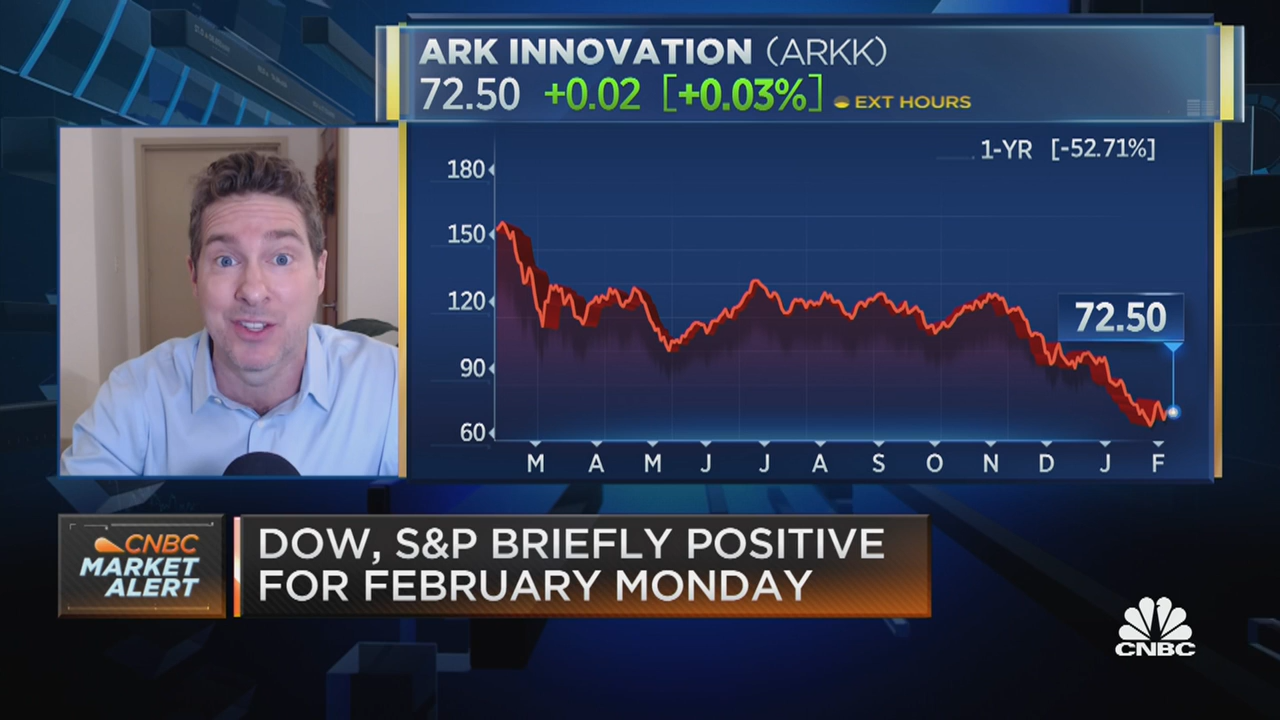 ARK INNOVATION (ARKK)
72.50 +0.02 [+0.03%] EXT HOURS
1-YR [-52.71%]
180
150
120
90
60
72.50
M A M J J A S O N D J F
CNBC
MARKET
ALERT
DOW, S&P BRIEFLY POSITIVE
FOR FEBRUARY MONDAY
CNBC